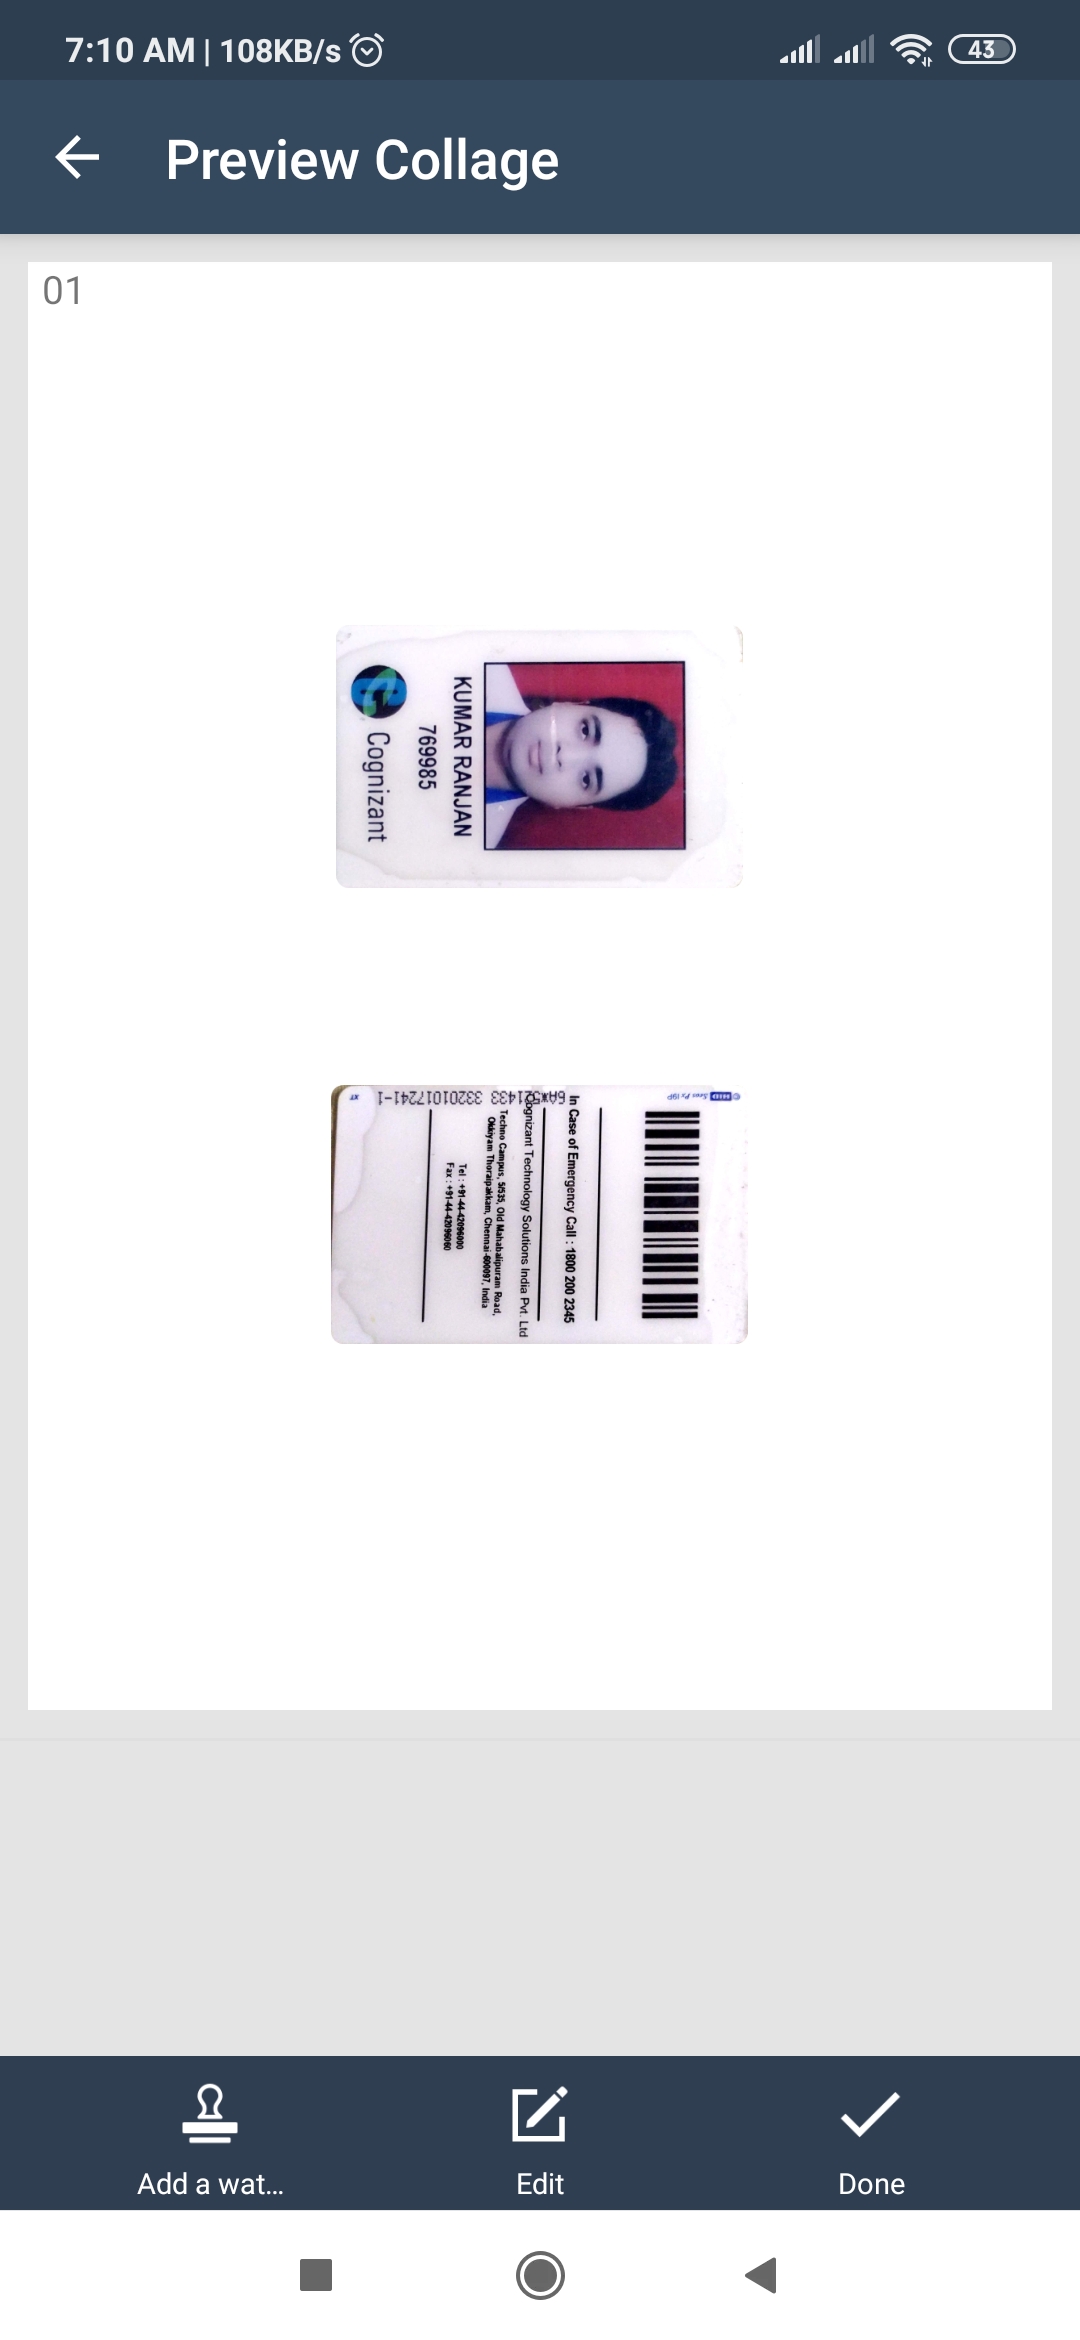 7:10 AM | 108KB/s
43
Preview Collage
01
KUMAR RANJAN
769985
Cognizant
In Case of Emergency Call : 1800 200 2345
Cognizant Technology Solutions India Pvt. Ltd
Techno Campus, 5/535, Old Mahabalipuram Road,
Okkiyam Thoraipakkam, Chennai-600097, India
Tel : +91-44-42096000
Fax : +91-44-42096060
33201017241-1
HID
Add a wat...
Edit
Done